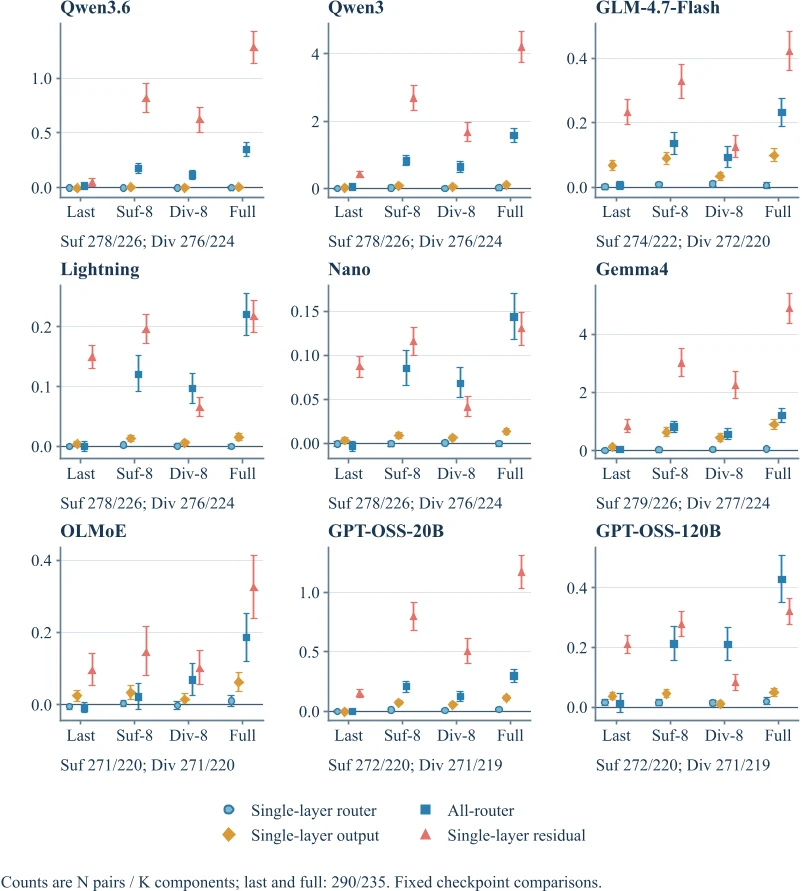 Qwen3.6 Qwen3 GLM-4.7-Flash
1.0
0.5
0.0
Last Suf-8 Div-8 Full
Suf 278/226; Div 276/224
4
2
0
Last Suf-8 Div-8 Full
Suf 278/226; Div 276/224
0.4
0.2
0.0
Last Suf-8 Div-8 Full
Suf 274/222; Div 272/220
Lightning Nano Gemma4
0.2
0.1
0.0
Last Suf-8 Div-8 Full
Suf 278/226; Div 276/224
0.15
0.10
0.05
0.00
Last Suf-8 Div-8 Full
Suf 278/226; Div 276/224
4
2
0
Last Suf-8 Div-8 Full
Suf 279/226; Div 277/224
OLMoE GPT-OSS-20B GPT-OSS-120B
0.4
0.2
0.0
Last Suf-8 Div-8 Full
Suf 271/220; Div 271/220
1.0
0.5
0.0
Last Suf-8 Div-8 Full
Suf 272/220; Div 271/219
0.4
0.2
0.0
Last Suf-8 Div-8 Full
Suf 272/220; Div 271/219
Single-layer router All-router
Single-layer output Single-layer residual
Counts are N pairs / K components; last and full: 290/235. Fixed checkpoint comparisons.